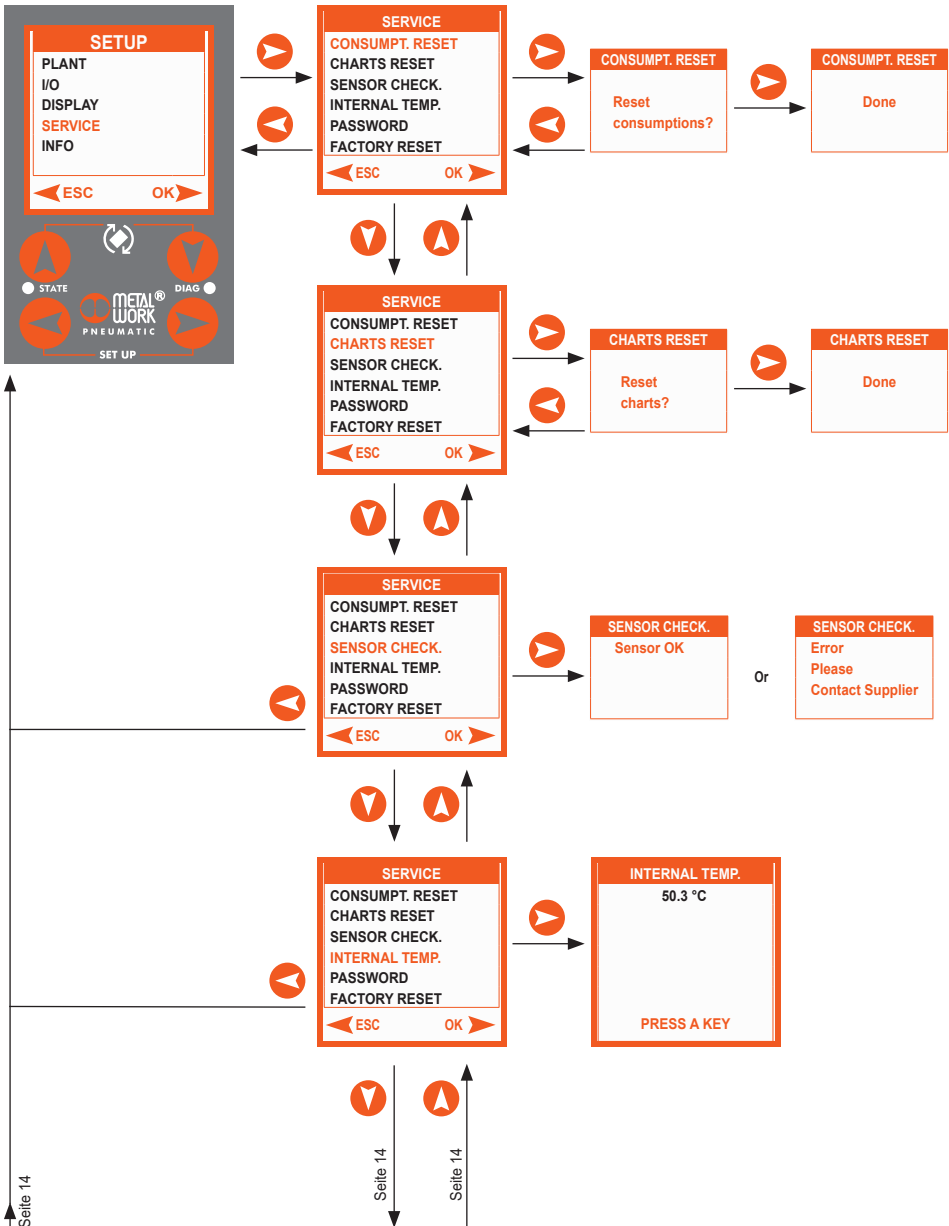 SETUP
PLANT
I/O
DISPLAY
SERVICE
INFO
ESC OK
STATE DIAG
METAL®
WORK
PNEUMATIC
SET UP
SERVICE
CONSUMPT. RESET
CHARTS RESET
SENSOR CHECK.
INTERNAL TEMP.
PASSWORD
FACTORY RESET
ESC OK
CONSUMPT. RESET
Reset
consumptions?
CONSUMPT. RESET
Done
SERVICE
CONSUMPT. RESET
CHARTS RESET
SENSOR CHECK.
INTERNAL TEMP.
PASSWORD
FACTORY RESET
ESC OK
CHARTS RESET
Reset
charts?
CHARTS RESET
Done
SERVICE
CONSUMPT. RESET
CHARTS RESET
SENSOR CHECK.
INTERNAL TEMP.
PASSWORD
FACTORY RESET
ESC OK
SENSOR CHECK.
Sensor OK
Or
SENSOR CHECK.
Error
Please
Contact Supplier
SERVICE
CONSUMPT. RESET
CHARTS RESET
SENSOR CHECK.
INTERNAL TEMP.
PASSWORD
FACTORY RESET
ESC OK
INTERNAL TEMP.
50.3 °C
PRESS A KEY
Seite 14
Seite 14
Seite 14